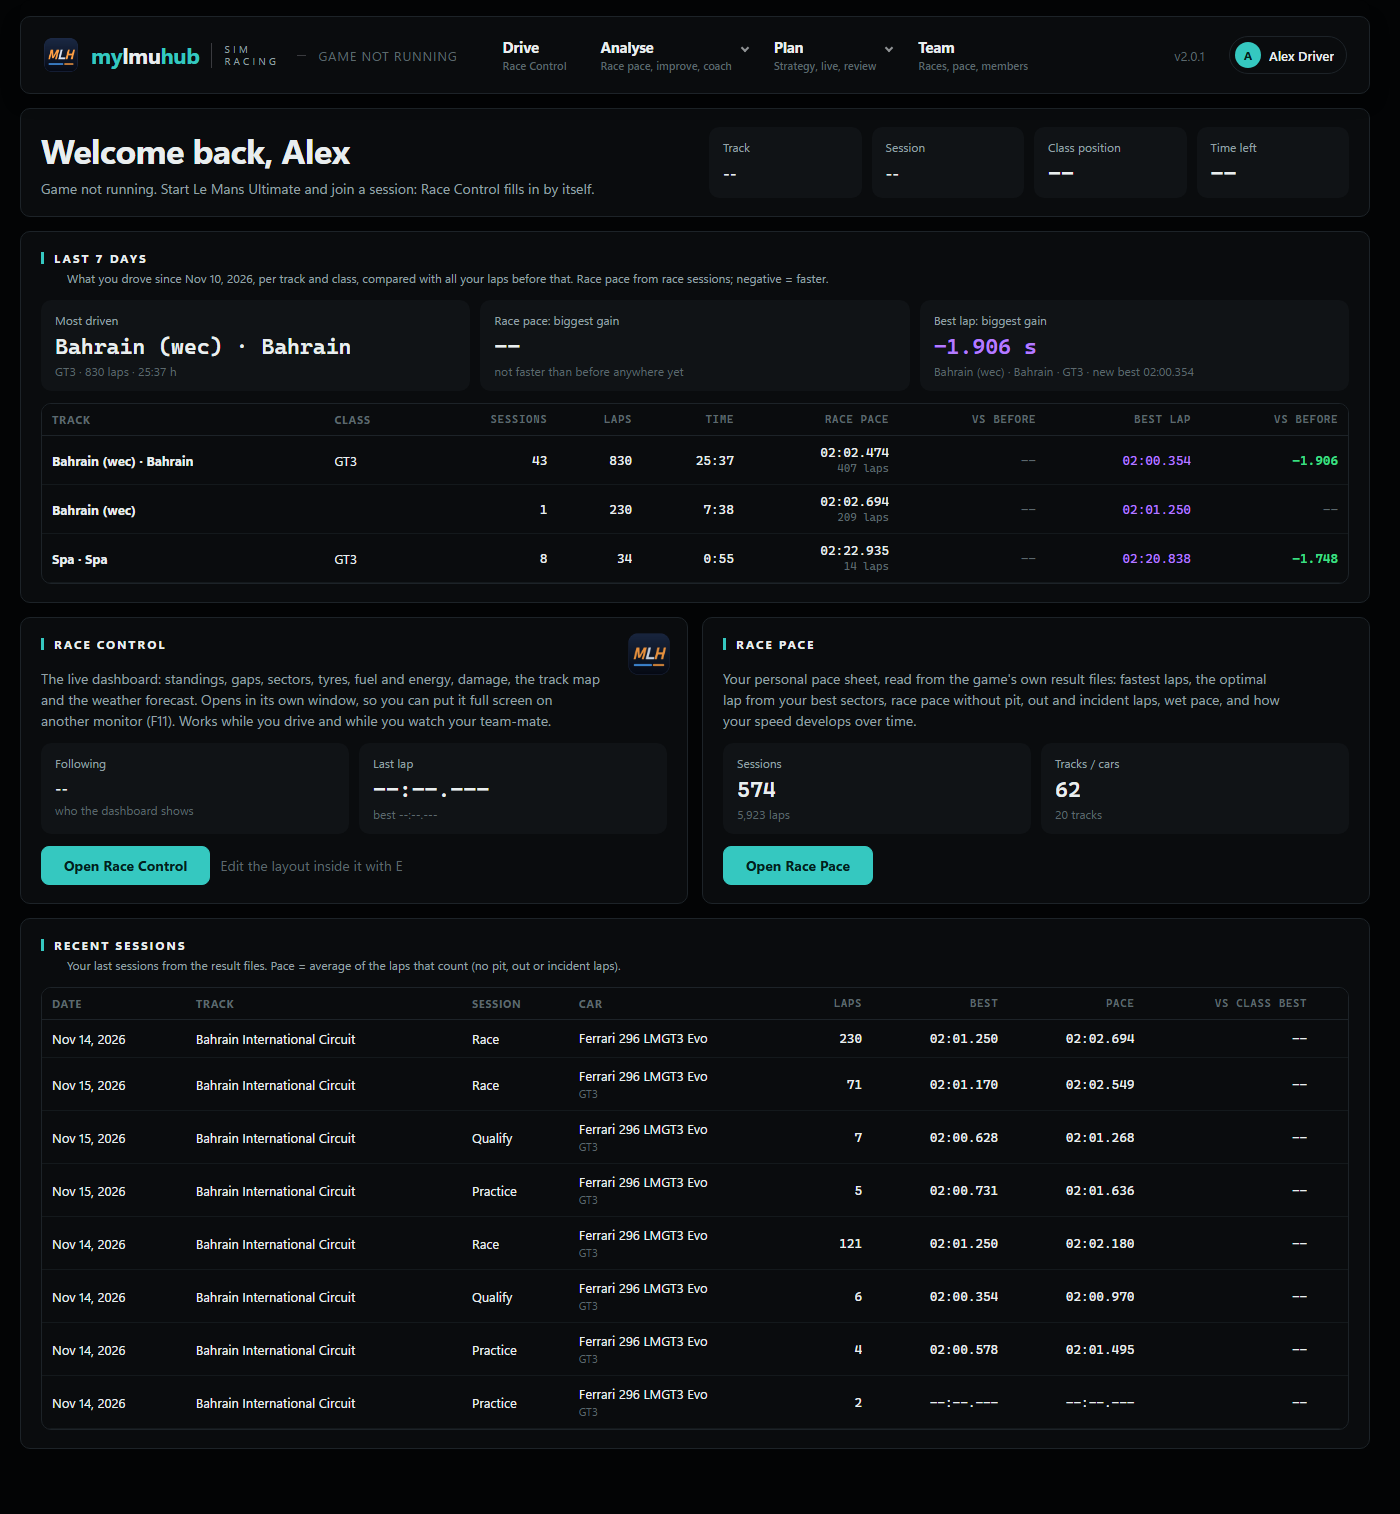 MLH
mylmuhub
SIM
RACING
— GAME NOT RUNNING
Drive
Race Control
Analyse
Race pace, improve, coach
Plan
Strategy, live, review
Team
Races, pace, members
v2.0.1
A
Alex Driver
Welcome back, Alex
Game not running. Start Le Mans Ultimate and join a session: Race Control fills in by itself.
Track
--
Session
--
Class position
——
Time left
——
LAST 7 DAYS
What you drove since Nov 10, 2026, per track and class, compared with all your laps before that. Race pace from race sessions; negative = faster.
Most driven
Bahrain (wec) · Bahrain
GT3 · 830 laps · 25:37 h
Race pace: biggest gain
——
not faster than before anywhere yet
Best lap: biggest gain
−1.906 s
Bahrain (wec) · Bahrain · GT3 · new best 02:00.354
TRACK CLASS SESSIONS LAPS TIME RACE PACE VS BEFORE BEST LAP VS BEFORE
Bahrain (wec) · Bahrain GT3 43 830 25:37 02:02.474 —— 02:00.354 −1.906
407 laps
Bahrain (wec) 1 230 7:38 02:02.694 —— 02:01.250 ——
209 laps
Spa · Spa GT3 8 34 0:55 02:22.935 —— 02:20.838 −1.748
14 laps
RACE CONTROL
MLH
The live dashboard: standings, gaps, sectors, tyres, fuel and energy, damage, the track map
and the weather forecast. Opens in its own window, so you can put it full screen on
another monitor (F11). Works while you drive and while you watch your team-mate.
Following
--
who the dashboard shows
Last lap
——:——.———
best --:--.---
Open Race Control
Edit the layout inside it with E
RACE PACE
Your personal pace sheet, read from the game's own result files: fastest laps, the optimal
lap from your best sectors, race pace without pit, out and incident laps, wet pace, and how
your speed develops over time.
Sessions
574
5,923 laps
Tracks / cars
62
20 tracks
Open Race Pace
RECENT SESSIONS
Your last sessions from the result files. Pace = average of the laps that count (no pit, out or incident laps).
DATE TRACK SESSION CAR LAPS BEST PACE VS CLASS BEST
Nov 14, 2026 Bahrain International Circuit Race Ferrari 296 LMGT3 Evo 230 02:01.250 02:02.694 ——
Nov 15, 2026 Bahrain International Circuit Race Ferrari 296 LMGT3 Evo 71 02:01.170 02:02.549 ——
GT3
Nov 15, 2026 Bahrain International Circuit Qualify Ferrari 296 LMGT3 Evo 7 02:00.628 02:01.268 ——
GT3
Nov 15, 2026 Bahrain International Circuit Practice Ferrari 296 LMGT3 Evo 5 02:00.731 02:01.636 ——
GT3
Nov 14, 2026 Bahrain International Circuit Race Ferrari 296 LMGT3 Evo 121 02:01.250 02:02.180 ——
GT3
Nov 14, 2026 Bahrain International Circuit Qualify Ferrari 296 LMGT3 Evo 6 02:00.354 02:00.970 ——
GT3
Nov 14, 2026 Bahrain International Circuit Practice Ferrari 296 LMGT3 Evo 4 02:00.578 02:01.495 ——
GT3
Nov 14, 2026 Bahrain International Circuit Practice Ferrari 296 LMGT3 Evo 2 ——:——.——— ——:——.——— ——
GT3